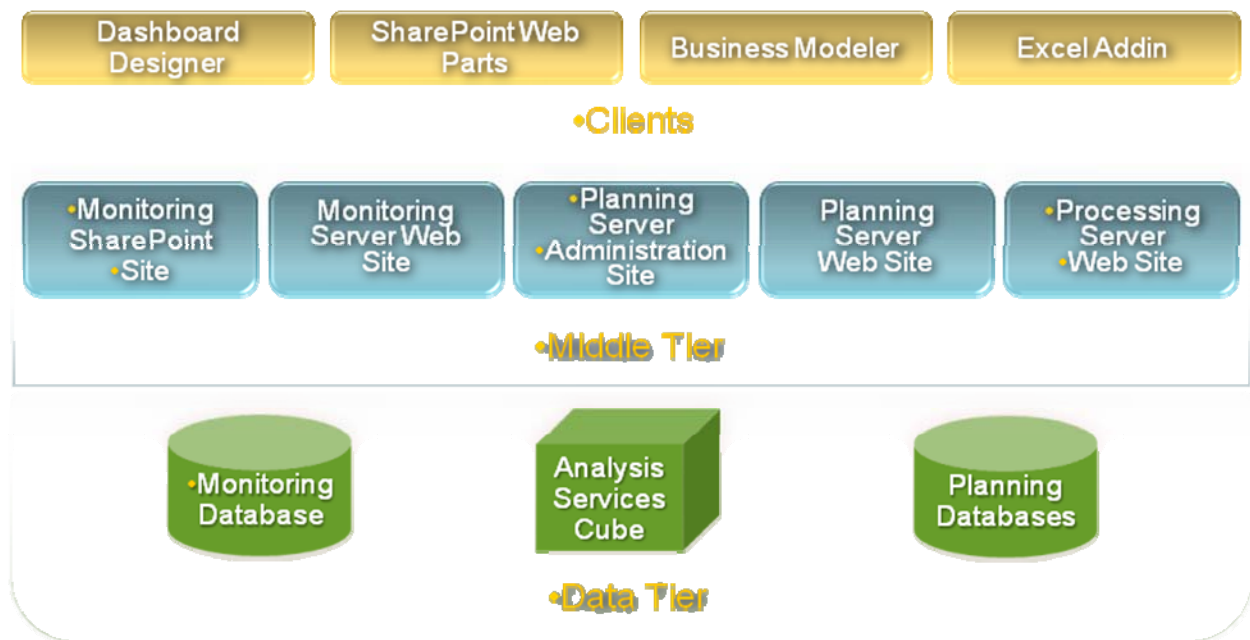 Dashboard
Designer
SharePoint Web
Parts
Business Modeler
Excel Addin
•Clients
•Monitoring
SharePoint
•Site
Monitoring
Server Web
Site
•Planning
Server
•Administration
Site
Planning
Server
Web Site
•Processing
Server
•Web Site
•Middle Tier
•Monitoring
Database
Analysis
Services
Cube
Planning
Databases
•Data Tier